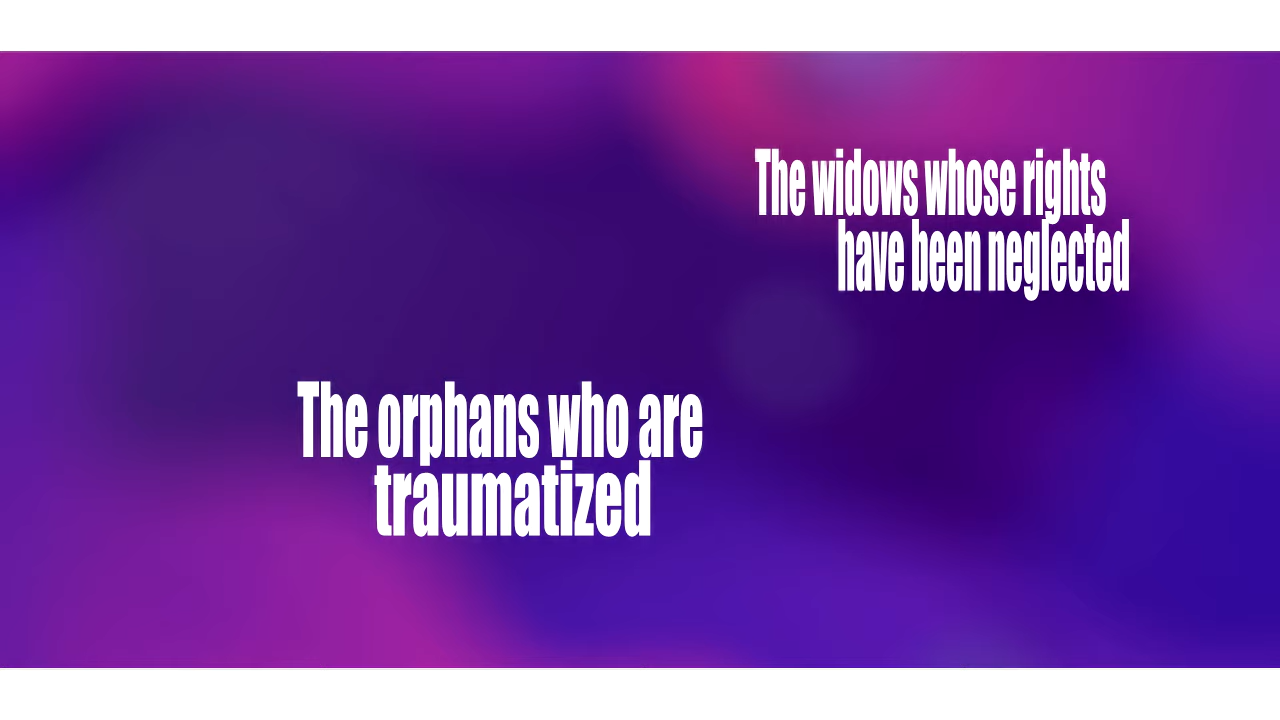 The widows whose rights
have been neglected
The orphans who are
traumatized